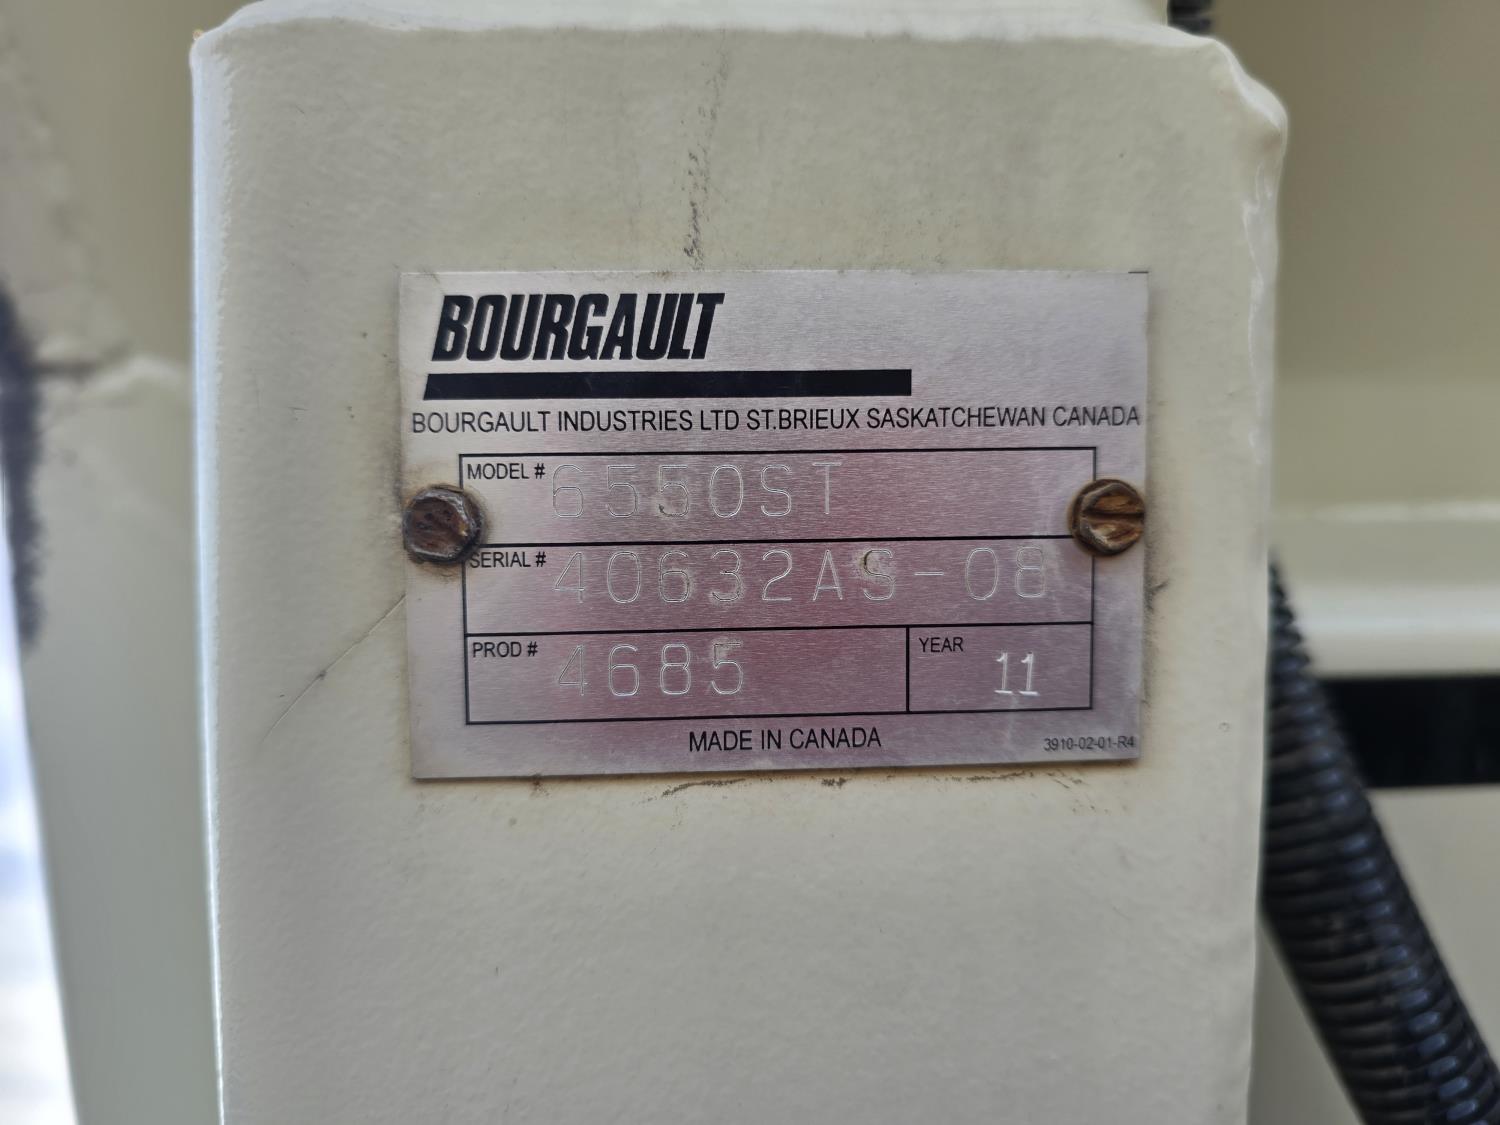 BOURGAULT
BOURGAULT INDUSTRIES LTD ST.BRIEUX SASKATCHEWAN CANADA
MODEL # 6550ST
SERIAL # 40632AS-08
PROD # 4685 YEAR 11
MADE IN CANADA 3910-02-01-R4